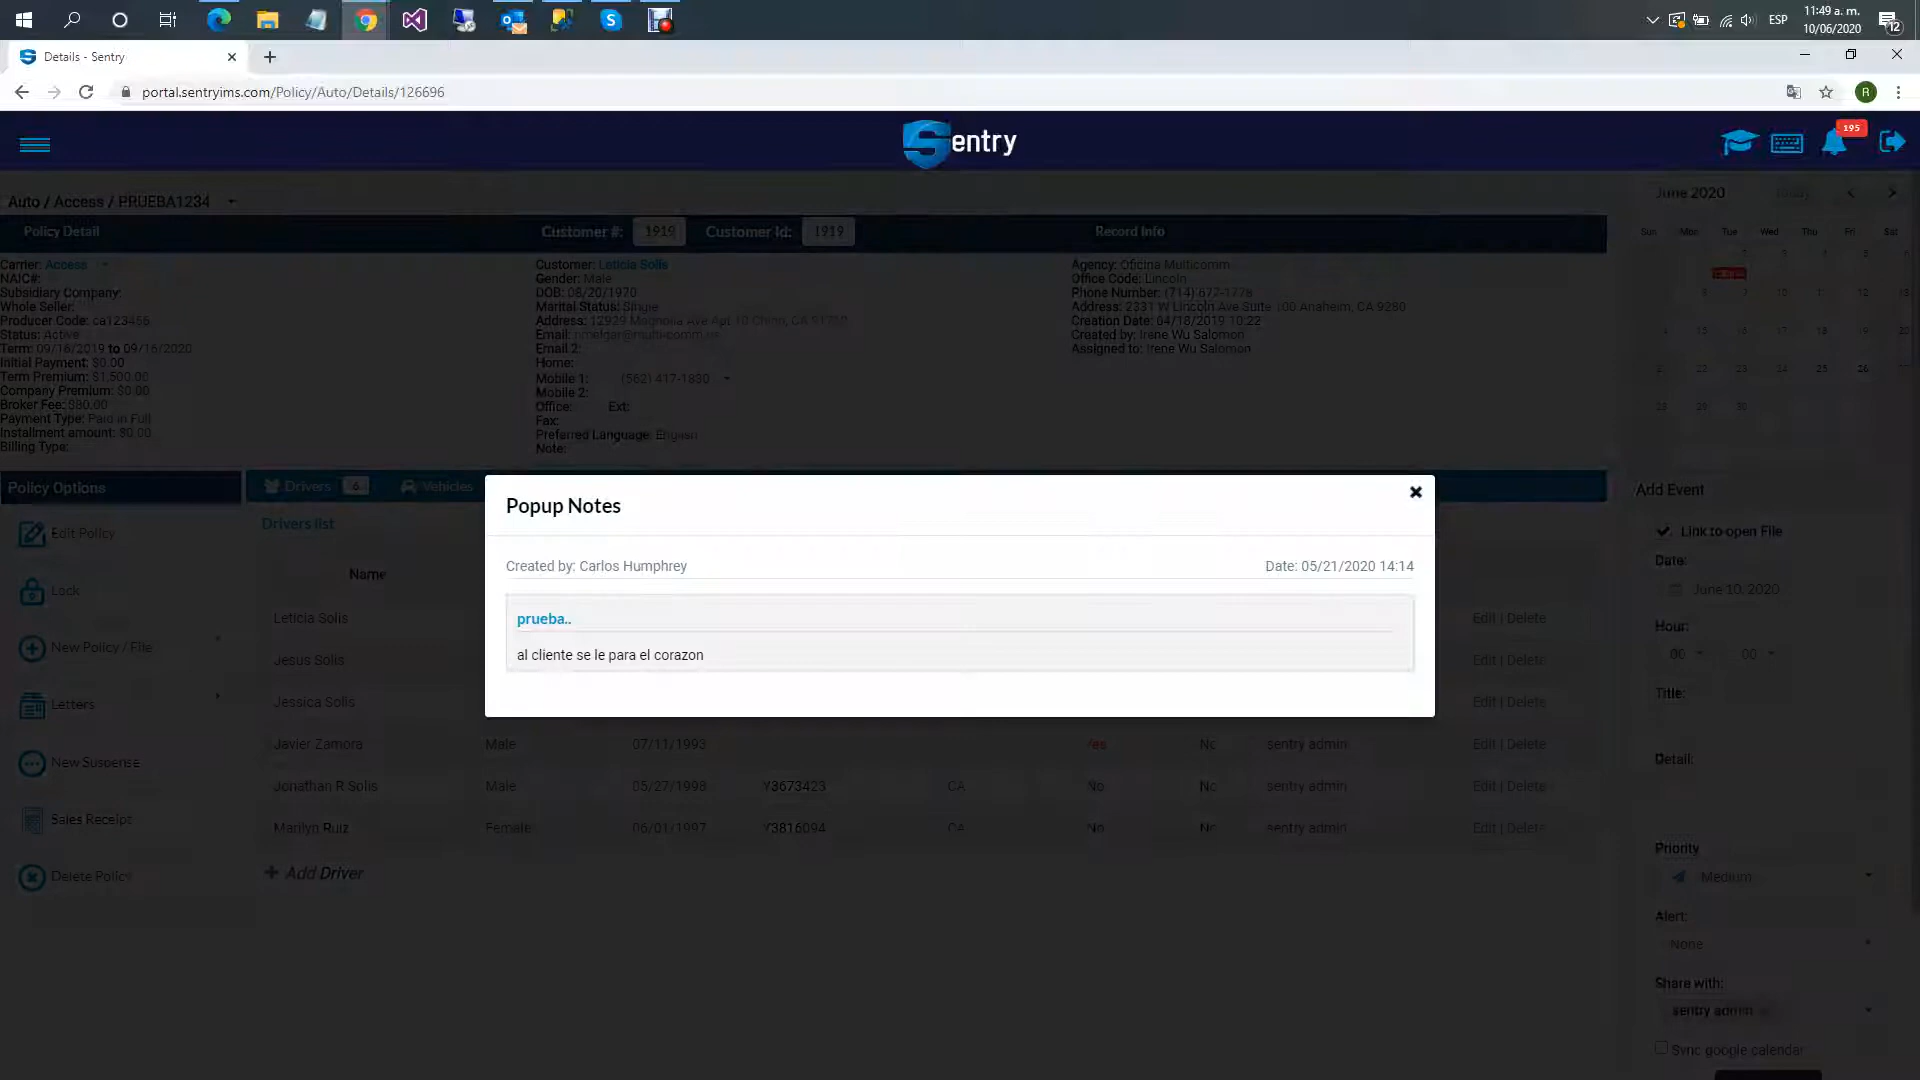 11:49 a. m.
ESP
10/06/2020
12
Details - Sentry
portal.sentryims.com/Policy/Auto/Details/126696
R
Sentry
195
Auto / Access / PRUEBA1234
June 2020
Policy Detail
Customer #: 1919 Customer Id: 1919
Record Info
Sun Mon Tue Wed Thu Fri Sat
Carrier: Access
NAIC#:
Subsidiary Company:
Whole Seller:
Producer Code: ca123456
Status: Active
Term: 09/16/2019 to 09/16/2020
Initial Payment: $0.00
Term Premium: $1,500.00
Company Premium: $0.00
Broker Fee: $80.00
Payment Type: Paid in Full
Installment amount: $0.00
Billing Type:
Customer: Leticia Solis
Gender: Male
DOB: 08/20/1970
Marital Status: Single
Address: 12929 Magnolia Ave Apt 10 Chino, CA 91710
Email:
Email 2:
Home:
Mobile 1: (562) 417-1830
Mobile 2:
Office: Ext:
Fax:
Preferred Language: English
Note:
Agency: Oficina Multicomm
Office Code: Lincoln
Phone Number: (714) 672-1778
Address: 2331 W Lincoln Ave Suite 100 Anaheim, CA 9280
Creation Date: 04/18/2019 10:22
Created by: Irene Wu Salomon
Assigned to: Irene Wu Salomon
Policy Options
Drivers 6 Vehicles
Add Event
Popup Notes
Created by: Carlos Humphrey
Date: 05/21/2020 14:14
prueba..
al cliente se le para el corazon
Edit Policy
Lock
New Policy / File
Letters
New Suspense
Sales Receipt
Delete Policy
Drivers list
Name
Leticia Solis Edit | Delete
Jesus Solis Edit | Delete
Jessica Solis Edit | Delete
Javier Zamora Male 07/11/1993 Yes No sentry admin Edit | Delete
Jonathan R Solis Male 05/27/1998 Y3673423 CA No No sentry admin Edit | Delete
Marilyn Ruiz Female 06/01/1997 Y3816094 CA No No sentry admin Edit | Delete
Add Driver
Link to open File
Date:
June 10, 2020
Hour:
00 00
Title:
Detail:
Priority
Medium
Alert:
None
Share with:
sentry admin
Sync google calendar